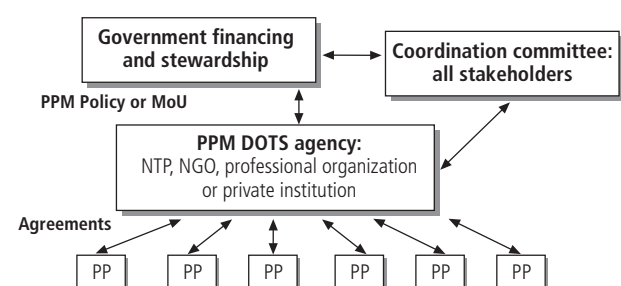 Government financing
and stewardship
Coordination committee:
all stakeholders
PPM Policy or MoU
PPM DOTS agency:
NTP, NGO, professional organization
or private institution
Agreements
PP PP PP PP PP PP